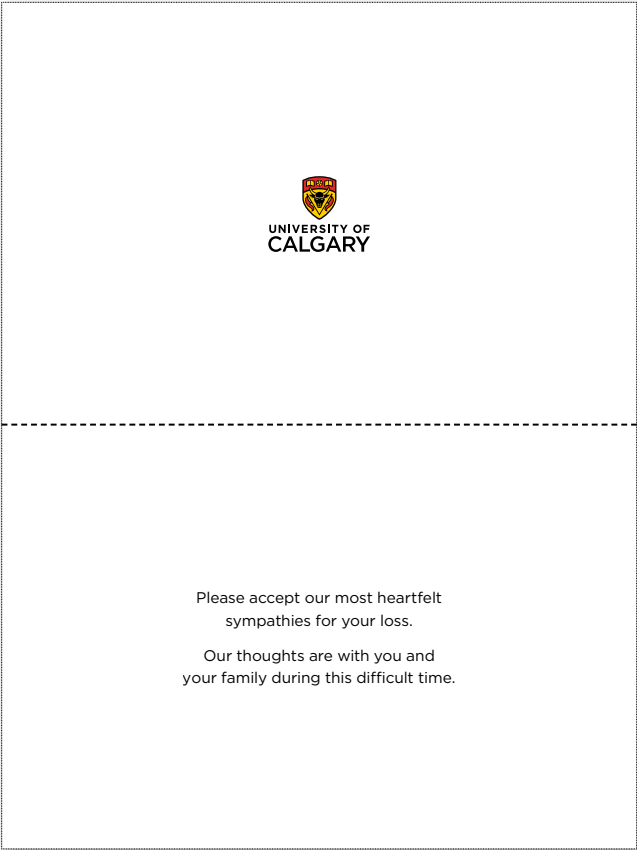 UNIVERSITY OF
CALGARY
Please accept our most heartfelt
sympathies for your loss.
Our thoughts are with you and
your family during this difficult time.